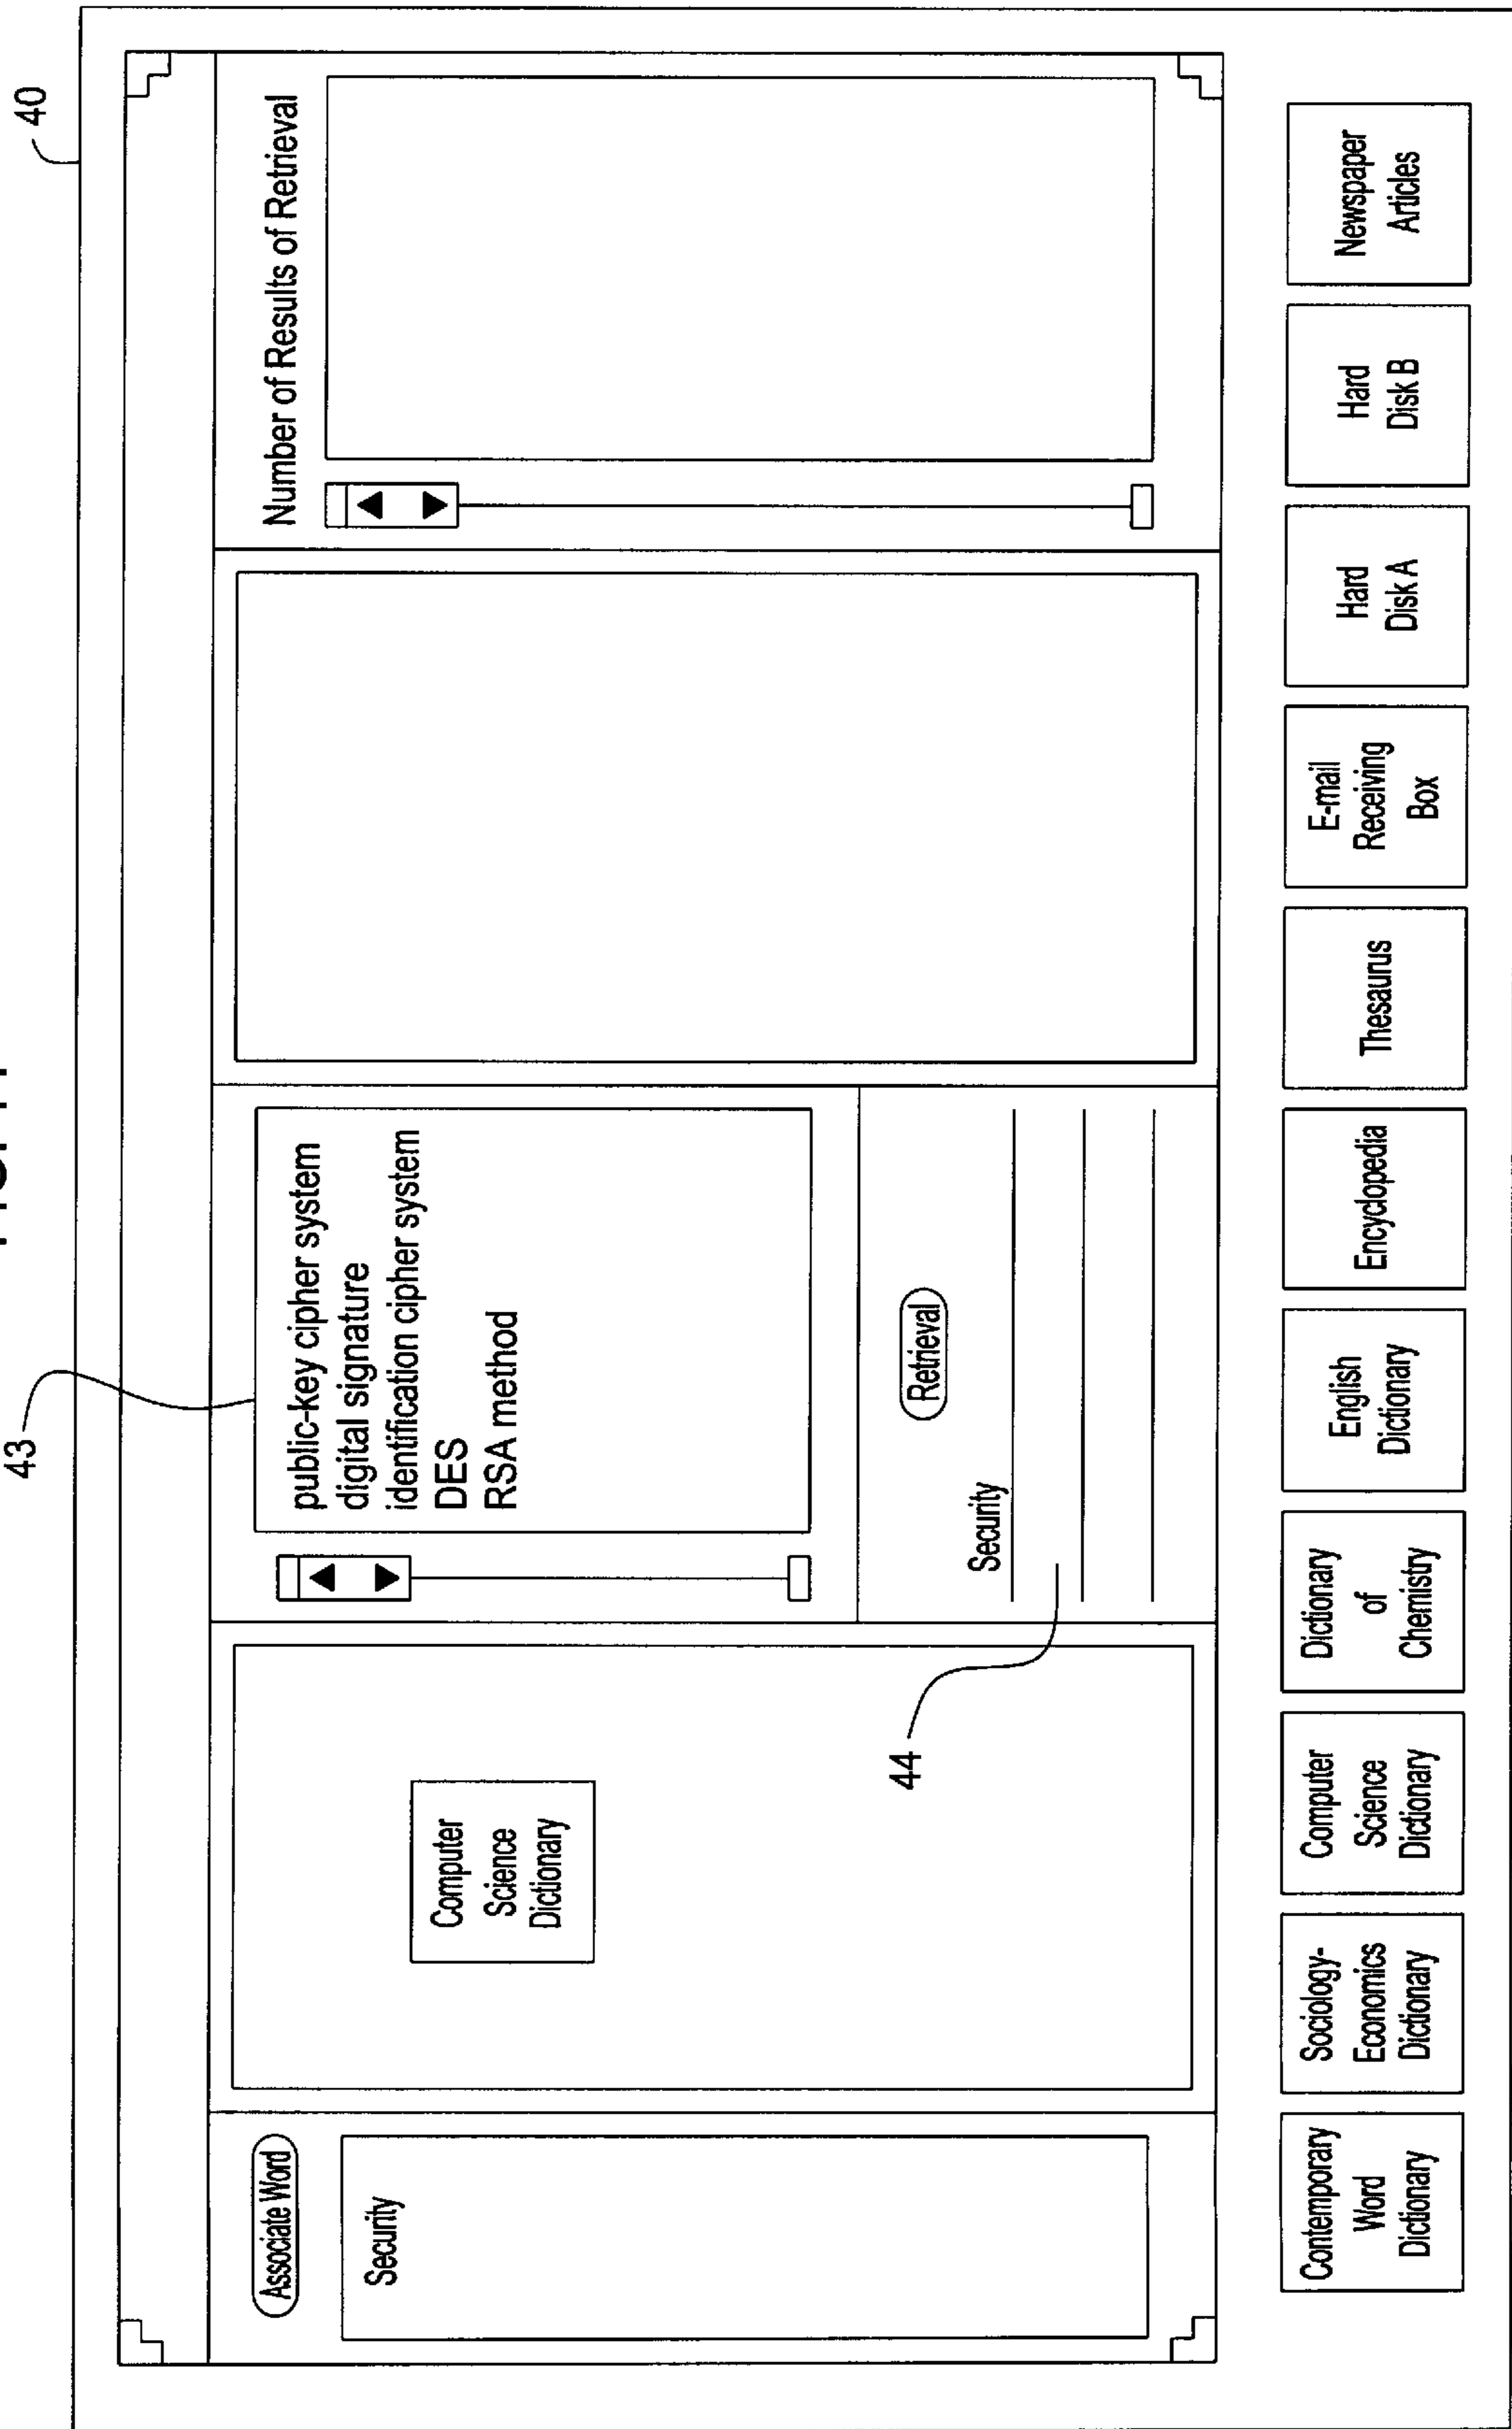 40
43
Associate Word
Security
Computer
Science
Dictionary
public-key cipher system
digital signature
identification cipher system
DES
RSA method
Retrieval
Security
44
Number of Results of Retrieval
Contemporary
Word
Dictionary
Sociology-
Economics
Dictionary
Computer
Science
Dictionary
Dictionary
of
Chemistry
English
Dictionary
Encyclopedia
Thesaurus
E-mail
Receiving
Box
Hard
Disk A
Hard
Disk B
Newspaper
Articles